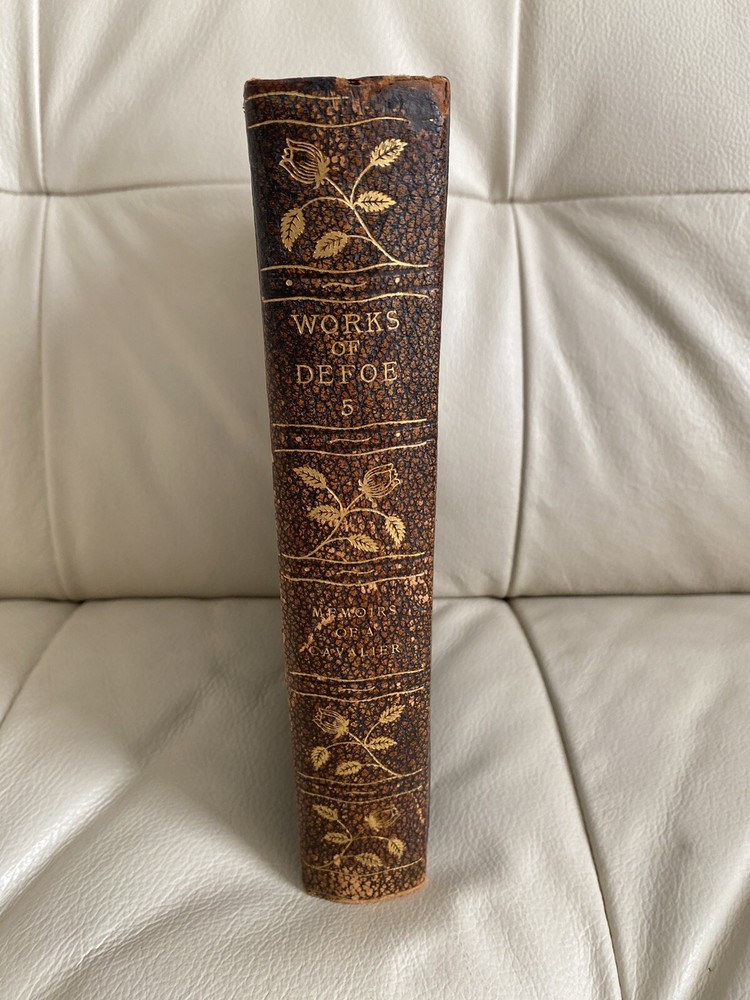 WORKS
OF
DEFOE
5
MEMOIRS
OF A
CAVALIER